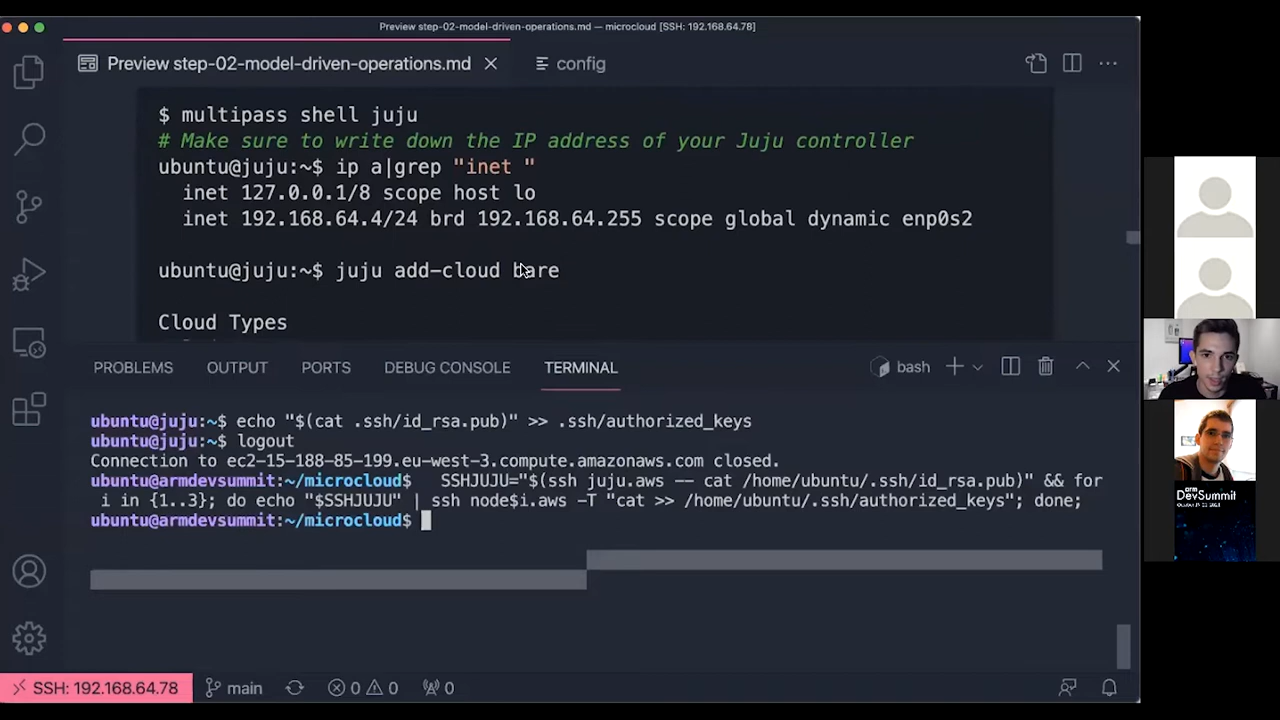 Preview step-02-model-driven-operations.md — microcloud [SSH: 192.168.64.78]
Preview step-02-model-driven-operations.md
config
$ multipass shell juju
# Make sure to write down the IP address of your Juju controller
ubuntu@juju:~$ ip a|grep "inet "
inet 127.0.0.1/8 scope host lo
inet 192.168.64.4/24 brd 192.168.64.255 scope global dynamic enp0s2
ubuntu@juju:~$ juju add-cloud bare
Cloud Types
PROBLEMS OUTPUT PORTS DEBUG CONSOLE TERMINAL bash
ubuntu@juju:~$ echo "$(cat .ssh/id_rsa.pub)" >> .ssh/authorized_keys
ubuntu@juju:~$ logout
Connection to ec2-15-188-85-199.eu-west-3.compute.amazonaws.com closed.
ubuntu@armdevsummit:~/microcloud$ SSHJUJU="$(ssh juju.aws -- cat /home/ubuntu/.ssh/id_rsa.pub)" && for
i in {1..3}; do echo "$SSHJUJU" | ssh node$i.aws -T "cat >> /home/ubuntu/.ssh/authorized_keys"; done;
ubuntu@armdevsummit:~/microcloud$
SSH: 192.168.64.78 main 0 0 0
arm
DevSummit